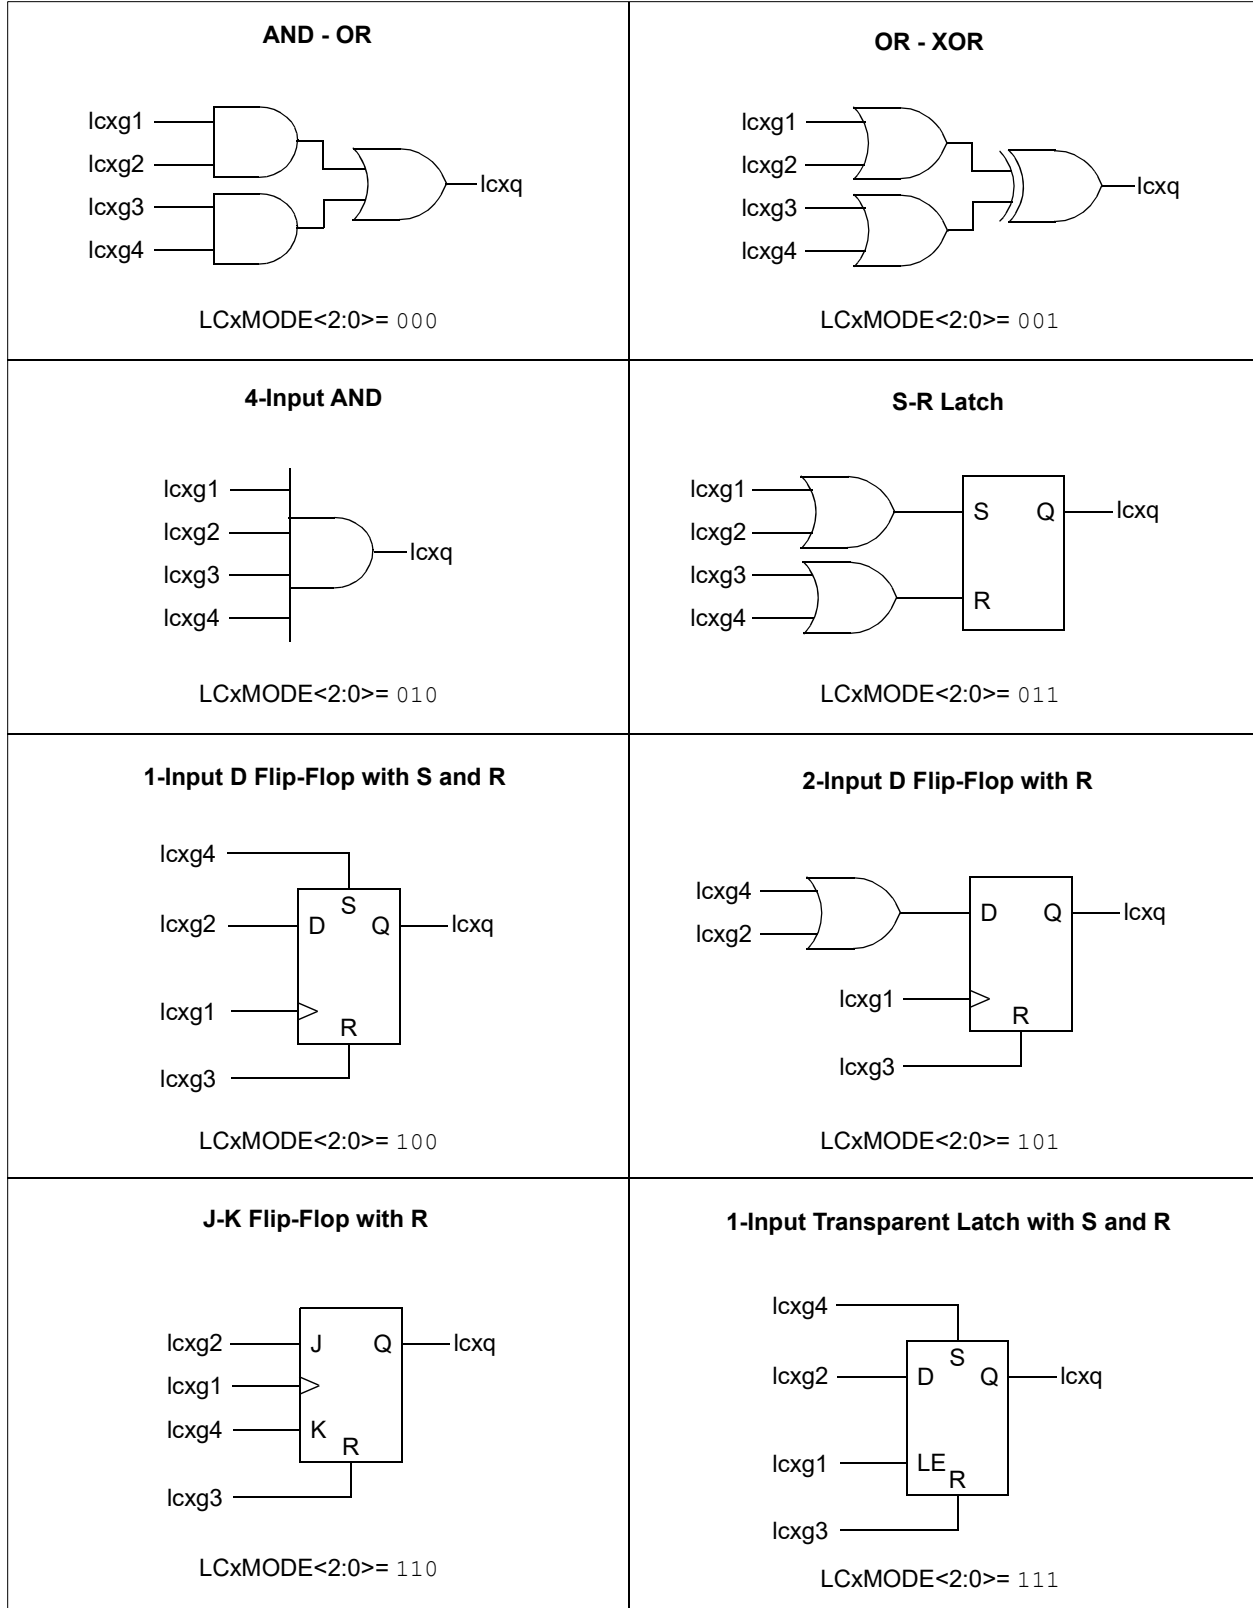 AND - OR
lcxg1
lcxg2
lcxg3
lcxg4
lcxq
LCxMODE<2:0>= 000
OR - XOR
lcxg1
lcxg2
lcxg3
lcxg4
lcxq
LCxMODE<2:0>= 001
4-Input AND
lcxg1
lcxg2
lcxg3
lcxg4
lcxq
LCxMODE<2:0>= 010
S-R Latch
lcxg1
lcxg2
lcxg3
lcxg4
S Q
R
lcxq
LCxMODE<2:0>= 011
1-Input D Flip-Flop with S and R
lcxg4
S
lcxg2
D Q
lcxq
lcxg1
R
lcxg3
LCxMODE<2:0>= 100
2-Input D Flip-Flop with R
lcxg4
lcxg2
D Q
lcxq
lcxg1
R
lcxg3
LCxMODE<2:0>= 101
J-K Flip-Flop with R
lcxg2
J Q
lcxq
lcxg1
lcxg4
K
R
lcxg3
LCxMODE<2:0>= 110
1-Input Transparent Latch with S and R
lcxg4
S
lcxg2
D Q
lcxq
lcxg1
LE
R
lcxg3
LCxMODE<2:0>= 111